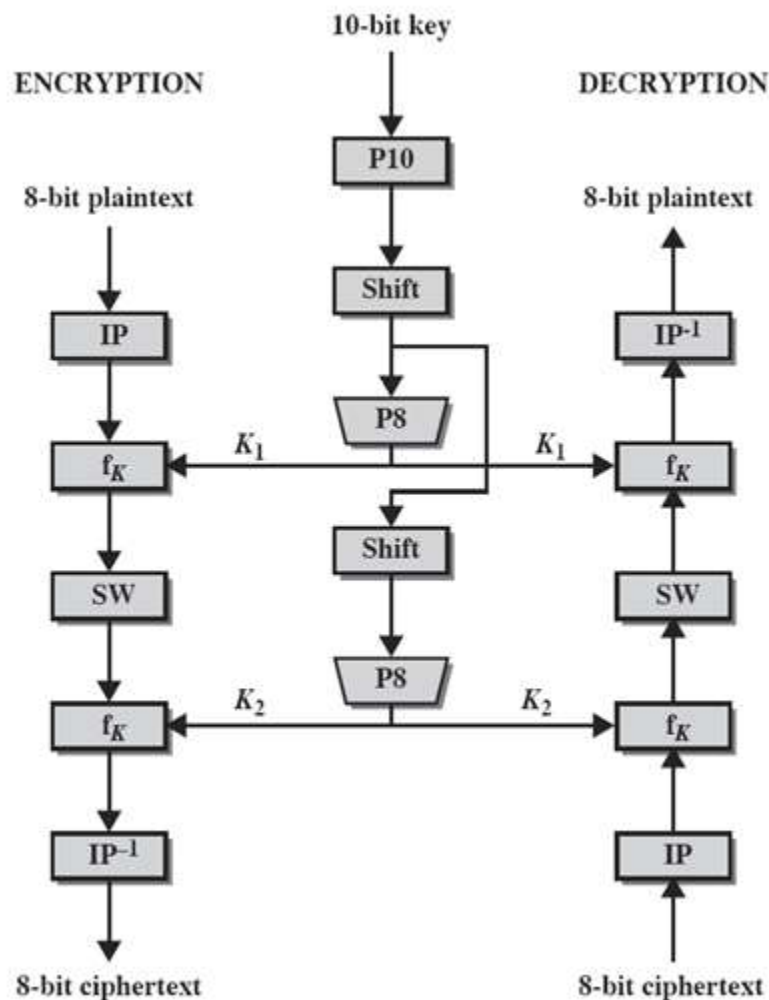 10-bit key
ENCRYPTION
DECRYPTION
P10
8-bit plaintext
8-bit plaintext
Shift
IP
IP-1
P8
fK
K1
K1
fK
Shift
SW
SW
P8
fK
K2
K2
fK
IP–1
IP
8-bit ciphertext
8-bit ciphertext